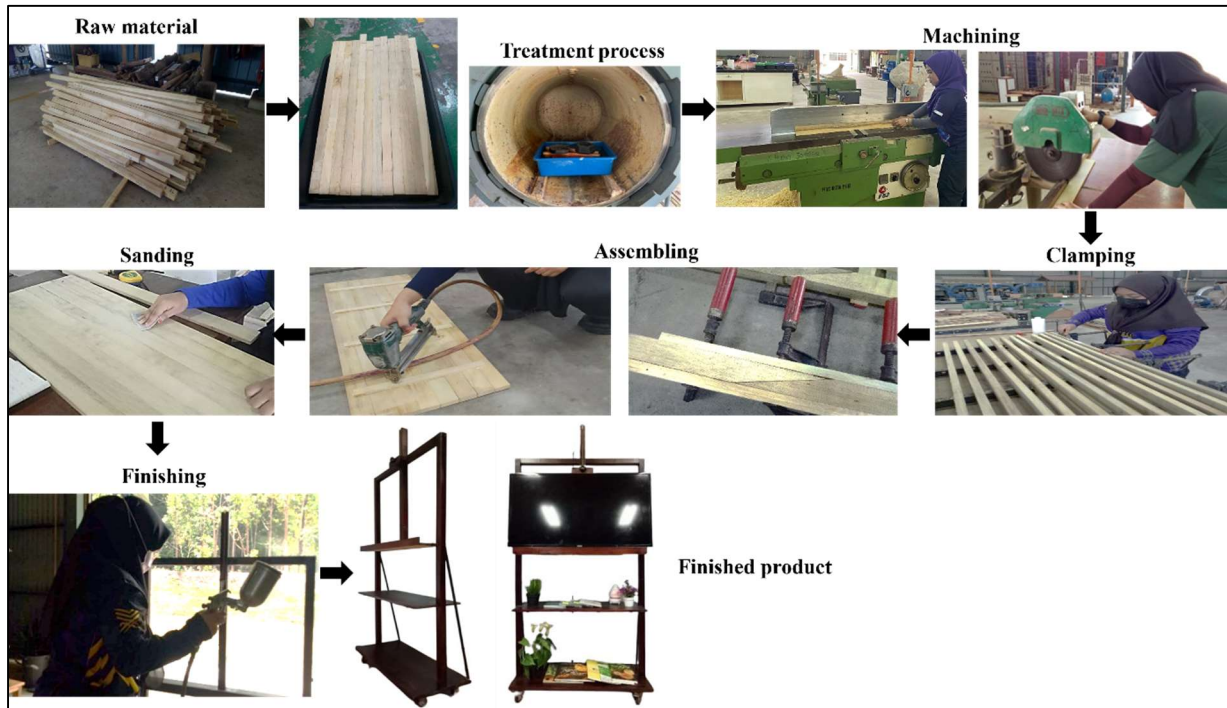 Raw material
Treatment process
Machining
Sanding
Assembling
Clamping
Finishing
Finished product